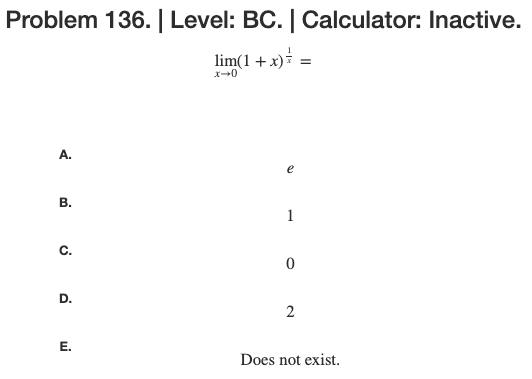 Problem 136. | Level: BC. | Calculator: Inactive.
lim x→0 (1 + x)^(1/x) =
A.
e
B.
1
C.
0
D.
2
E.
Does not exist.